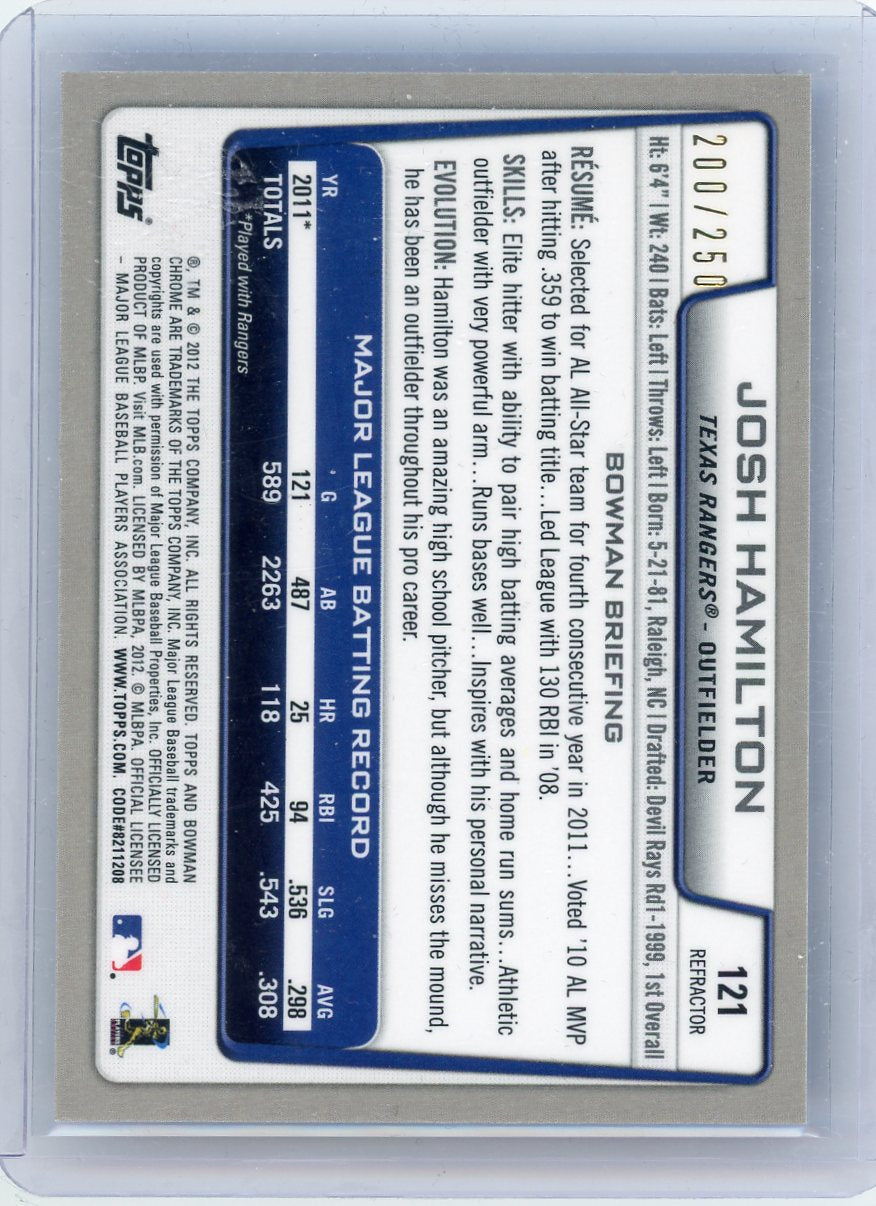 200/250
JOSH HAMILTON
121
TEXAS RANGERS® - OUTFIELDER
REFRACTOR
Ht: 6'4" | Wt: 240 | Bats: Left | Throws: Left | Born: 5-21-81, Raleigh, NC | Drafted: Devil Rays Rd1-1999, 1st Overall
BOWMAN BRIEFING
RÉSUMÉ: Selected for AL All-Star team for fourth consecutive year in 2011...Voted '10 AL MVP
after hitting .359 to win batting title...Led League with 130 RBI in '08.
SKILLS: Elite hitter with ability to pair high batting averages and home run sums...Athletic
outfielder with very powerful arm...Runs bases well...Inspires with his personal narrative.
EVOLUTION: Hamilton was an amazing high school pitcher, but although he misses the mound,
he has been an outfielder throughout his pro career.
MAJOR LEAGUE BATTING RECORD
YR G AB HR RBI SLG AVG
2011* 121 487 25 94 .536 .298
TOTALS 589 2263 118 425 .543 .308
*Played with Rangers
topps®
®, TM & © 2012 THE TOPPS COMPANY, INC. ALL RIGHTS RESERVED. TOPPS AND BOWMAN
CHROME ARE TRADEMARKS OF THE TOPPS COMPANY, INC. Major League Baseball trademarks and
copyrights are used with permission of Major League Baseball Properties, Inc. OFFICIALLY LICENSED
PRODUCT OF MLBP. Visit MLB.com. LICENSED BY MLBPA, 2012. © MLBPA. OFFICIAL LICENSEE
– MAJOR LEAGUE BASEBALL PLAYERS ASSOCIATION. WWW.TOPPS.COM. CODE#8211208